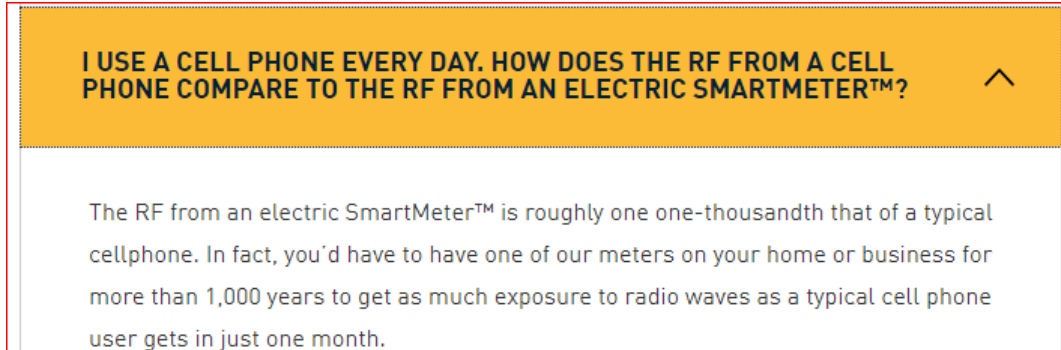 I USE A CELL PHONE EVERY DAY. HOW DOES THE RF FROM A CELL
PHONE COMPARE TO THE RF FROM AN ELECTRIC SMARTMETER™?
The RF from an electric SmartMeter™ is roughly one one-thousandth that of a typical
cellphone. In fact, you'd have to have one of our meters on your home or business for
more than 1,000 years to get as much exposure to radio waves as a typical cell phone
user gets in just one month.